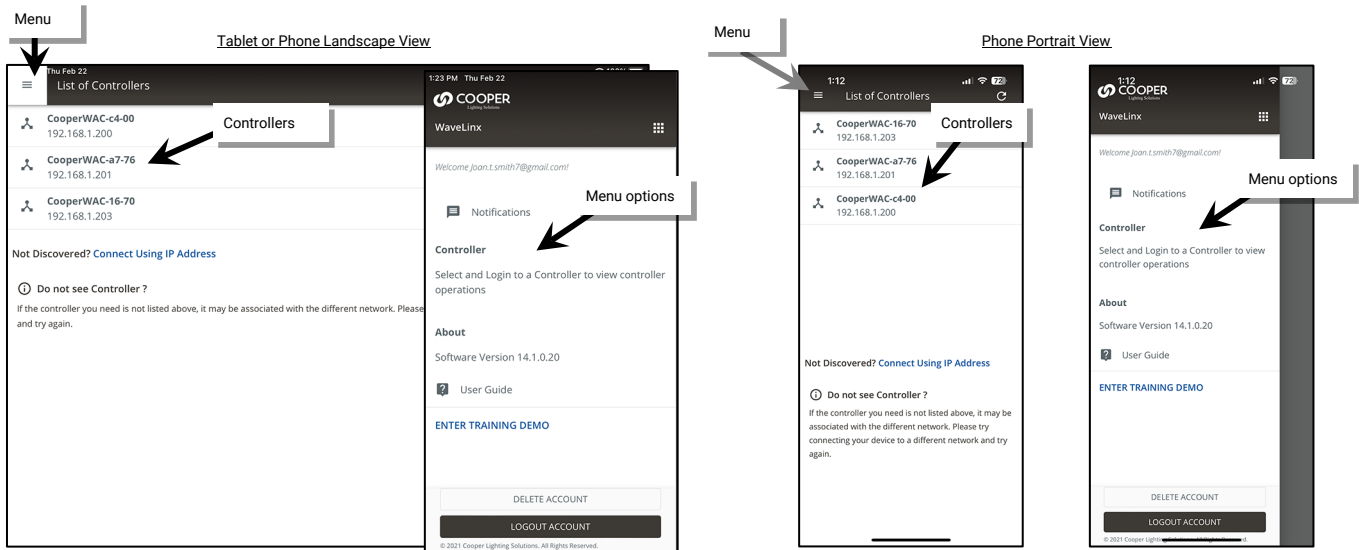 Menu
Tablet or Phone Landscape View
Thu Feb 22
100%
List of Controllers
CooperWAC-c4-00
192.168.1.200
Controllers
CooperWAC-a7-76
192.168.1.201
CooperWAC-16-70
192.168.1.203
Not Discovered? Connect Using IP Address
Do not see Controller ?
If the controller you need is not listed above, it may be associated with the different network. Please
and try again.
1:23 PM Thu Feb 22
COOPER
Lighting Solutions
WaveLinx
Welcome Joan.t.smith7@gmail.com!
Menu options
Notifications
Controller
Select and Login to a Controller to view controller
operations
About
Software Version 14.1.0.20
User Guide
ENTER TRAINING DEMO
DELETE ACCOUNT
LOGOUT ACCOUNT
© 2021 Cooper Lighting Solutions. All Rights Reserved.
Menu
Phone Portrait View
1:12
72
List of Controllers
CooperWAC-16-70
192.168.1.203
Controllers
CooperWAC-a7-76
192.168.1.201
CooperWAC-c4-00
192.168.1.200
Not Discovered? Connect Using IP Address
Do not see Controller ?
If the controller you need is not listed above, it may be
associated with the different network. Please try
connecting your device to a different network and try
again.
1:12
72
COOPER
Lighting Solutions
WaveLinx
Welcome Joan.t.smith7@gmail.com!
Menu options
Notifications
Controller
Select and Login to a Controller to view
controller operations
About
Software Version 14.1.0.20
User Guide
ENTER TRAINING DEMO
DELETE ACCOUNT
LOGOUT ACCOUNT
© 2021 Cooper Lighting Solutions. All Rights Reserved.